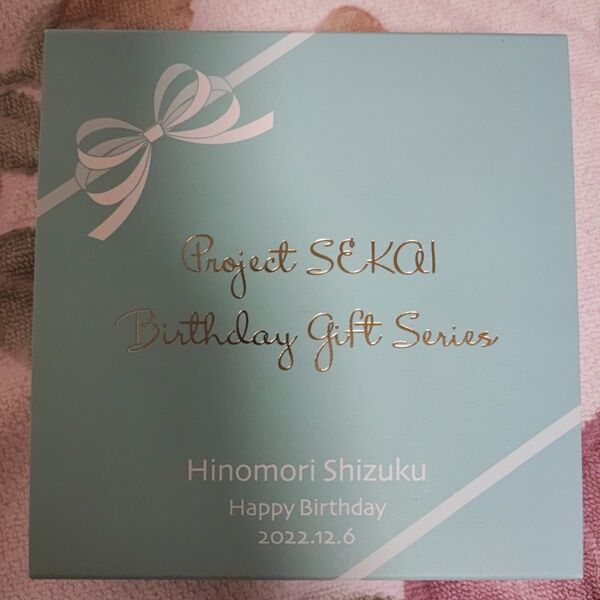 Project SEKAI
Birthday Gift Series
Hinomori Shizuku
Happy Birthday
2022.12.6